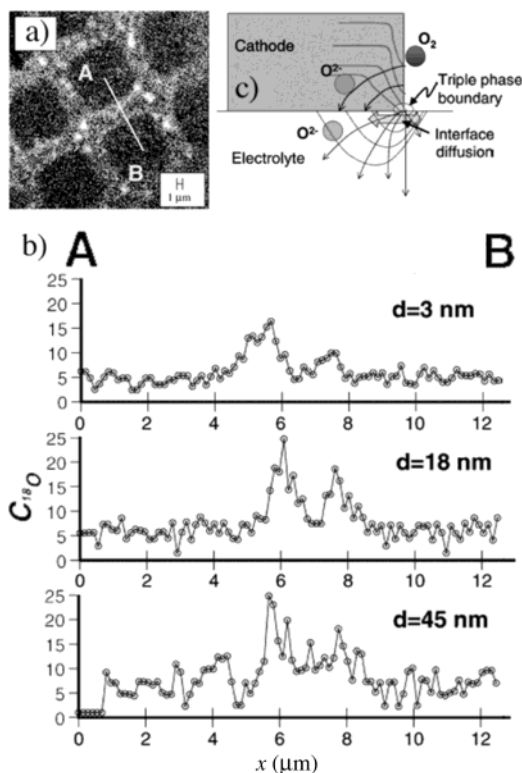 a)
A
B
H
1 μm
Cathode
O2
c)
O2-
Triple phase
boundary
O2-
Interface
diffusion
Electrolyte
b) A B
25
20
15
10
5
0
d=3 nm
0 2 4 6 8 10 12
C18O
25
20
15
10
5
0
d=18 nm
0 2 4 6 8 10 12
25
20
15
10
5
0
d=45 nm
0 2 4 6 8 10 12
x (μm)